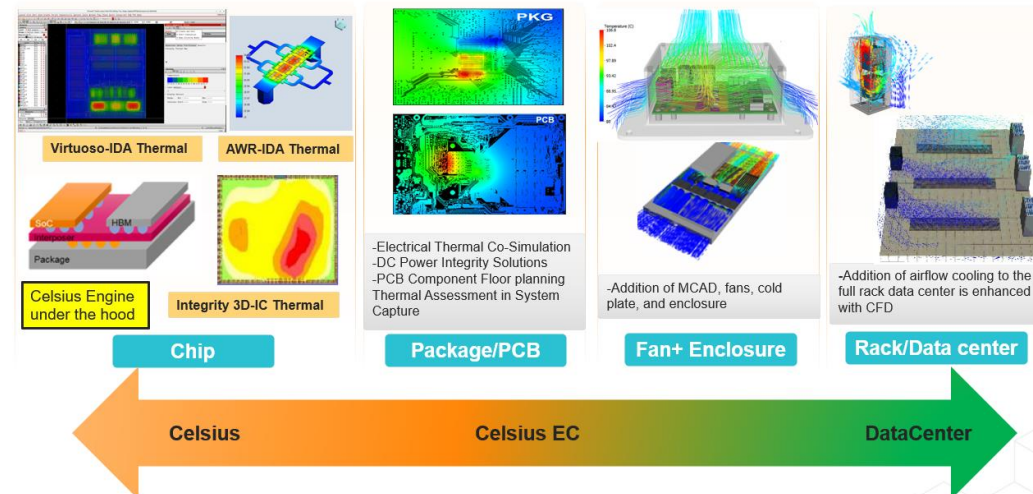 PKG
Temperature (C)
Virtuoso-IDA Thermal
AWR-IDA Thermal
PCB
SoC
HBM
Interposer
Package
Celsius Engine
under the hood
Integrity 3D-IC Thermal
-Electrical Thermal Co-Simulation
-DC Power Integrity Solutions
-PCB Component Floor planning
Thermal Assessment in System
Capture
-Addition of MCAD, fans, cold
plate, and enclosure
-Addition of airflow cooling to the
full rack data center is enhanced
with CFD
Chip
Package/PCB
Fan+ Enclosure
Rack/Data center
Celsius
Celsius EC
DataCenter